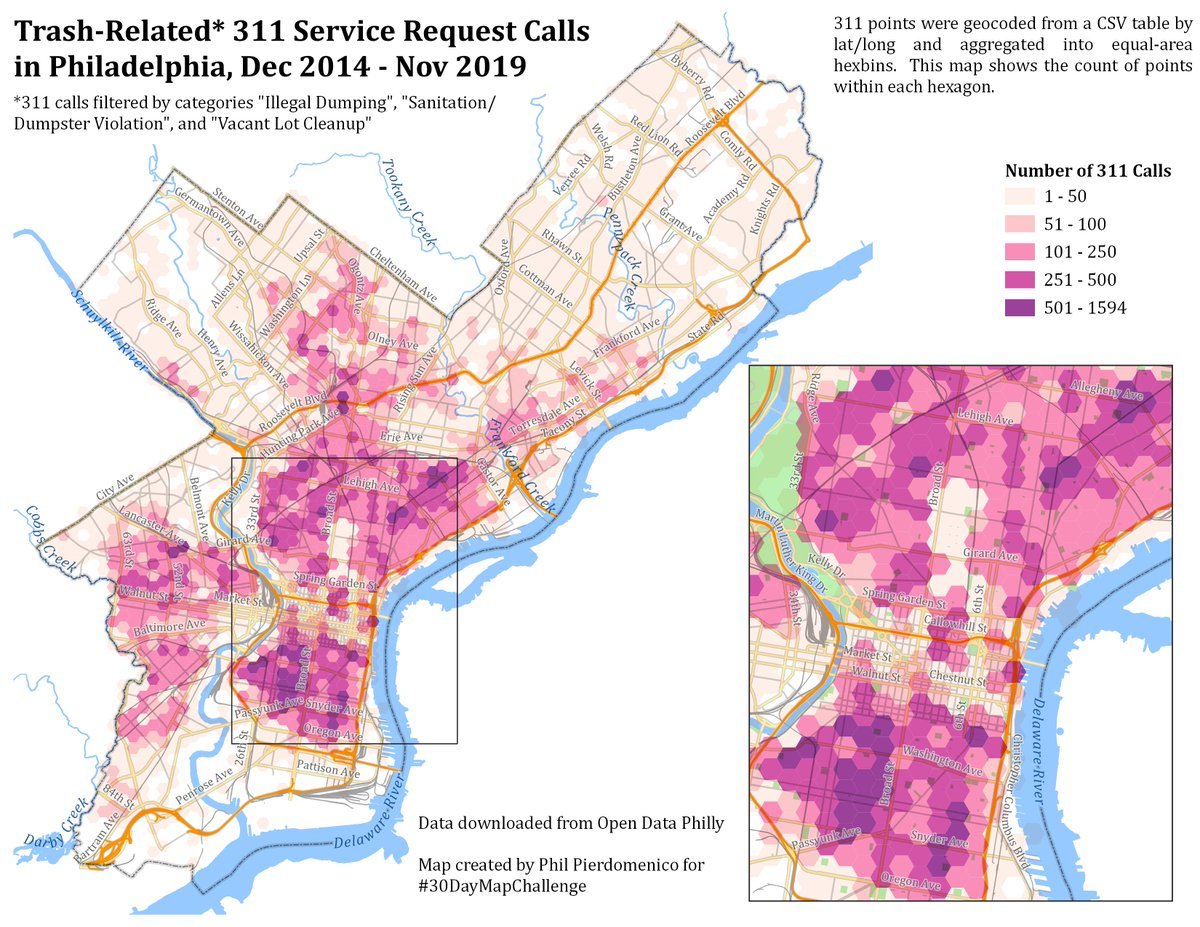 Trash-Related* 311 Service Request Calls
in Philadelphia, Dec 2014 - Nov 2019
*311 calls filtered by categories "Illegal Dumping", "Sanitation/
Dumpster Violation", and "Vacant Lot Cleanup"
311 points were geocoded from a CSV table by
lat/long and aggregated into equal-area
hexbins. This map shows the count of points
within each hexagon.
Number of 311 Calls
1 - 50
51 - 100
101 - 250
251 - 500
501 - 1594
Byberry Rd
Roosevelt Blvd
Red Lion Rd
Welsh Rd
Comly Rd
Verree Rd
Bustleton Ave
Academy Rd
Knights Rd
Grant Ave
Pennypack Creek
Tookany Creek
Stenton Ave
Germantown Ave
Upsal St
Cheltenham Ave
Oxford Ave
Rhawn St
Cottman Ave
Allens Ln
Washington Ln
Ogontz Ave
Schuylkill River
Ridge Ave
Henry Ave
Wissahickon Ave
Olney Ave
Rising Sun Ave
Frankford Ave
State Rd
Levick St
Roosevelt Blvd
Hunting Park Ave
Torresdale Ave
Tacony St
Erie Ave
Frankford Creek
Castor Ave
City Ave
Belmont Ave
Kelly Dr
33rd St
Lehigh Ave
Broad St
Cobbs Creek
Lancaster Ave
63rd St
52nd St
Girard Ave
Spring Garden St
Walnut St
Market St
Baltimore Ave
Broad St
Passyunk Ave
Snyder Ave
Oregon Ave
26th St
Pattison Ave
Penrose Ave
84th St
Bartram Ave
Darby Creek
Delaware River
Ridge Ave
Allegheny Ave
Lehigh Ave
33rd St
Broad St
Martin Luther King Dr
Kelly Dr
Girard Ave
34th St
Spring Garden St
6th St
Callowhill St
Market St
Walnut St
Chestnut St
6th St
Washington Ave
Broad St
Christopher Columbus Blvd
Delaware River
Passyunk Ave
Snyder Ave
Oregon Ave
Data downloaded from Open Data Philly
Map created by Phil Pierdomenico for
#30DayMapChallenge